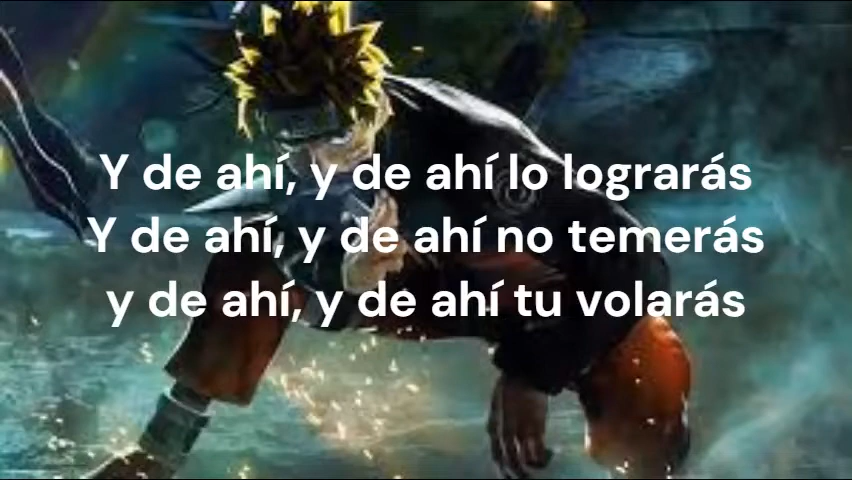 Y de ahí, y de ahí lo lograrás
Y de ahí, y de ahí no temerás
y de ahí, y de ahí tu volarás